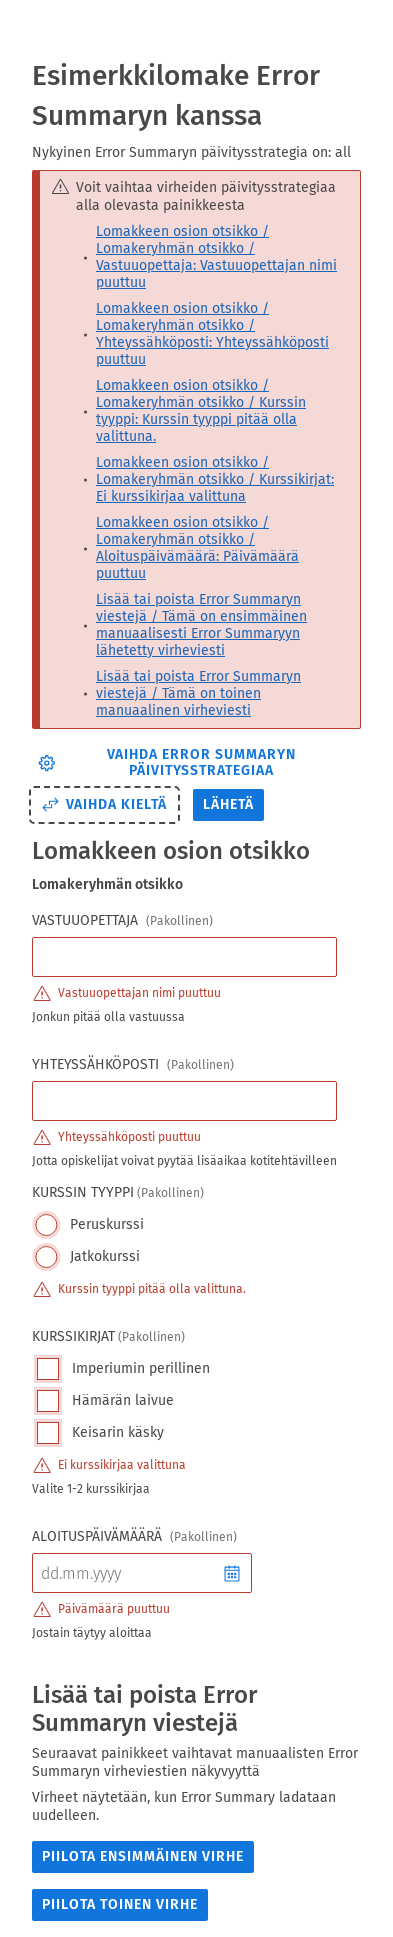 Esimerkkilomake Error
Summaryn kanssa
Nykyinen Error Summaryn päivitysstrategia on: all
Voit vaihtaa virheiden päivitysstrategiaa
alla olevasta painikkeesta
Lomakkeen osion otsikko /
Lomakeryhmän otsikko /
Vastuuopettaja: Vastuuopettajan nimi
puuttuu
Lomakkeen osion otsikko /
Lomakeryhmän otsikko /
Yhteyssähköposti: Yhteyssähköposti
puuttuu
Lomakkeen osion otsikko /
Lomakeryhmän otsikko / Kurssin
tyyppi: Kurssin tyyppi pitää olla
valittuna.
Lomakkeen osion otsikko /
Lomakeryhmän otsikko / Kurssikirjat:
Ei kurssikirjaa valittuna
Lomakkeen osion otsikko /
Lomakeryhmän otsikko /
Aloituspäivämäärä: Päivämäärä
puuttuu
Lisää tai poista Error Summaryn
viestejä / Tämä on ensimmäinen
manuaalisesti Error Summaryyn
lähetetty virheviesti
Lisää tai poista Error Summaryn
viestejä / Tämä on toinen
manuaalinen virheviesti
VAIHDA ERROR SUMMARYN
PÄIVITYSSTRATEGIAA
VAIHDA KIELTÄ LÄHETÄ
Lomakkeen osion otsikko
Lomakeryhmän otsikko
VASTUUOPETTAJA (Pakollinen)
Vastuuopettajan nimi puuttuu
Jonkun pitää olla vastuussa
YHTEYSSÄHKÖPOSTI (Pakollinen)
Yhteyssähköposti puuttuu
Jotta opiskelijat voivat pyytää lisäaikaa kotitehtävilleen
KURSSIN TYYPPI (Pakollinen)
Peruskurssi
Jatkokurssi
Kurssin tyyppi pitää olla valittuna.
KURSSIKIRJAT (Pakollinen)
Imperiumin perillinen
Hämärän laivue
Keisarin käsky
Ei kurssikirjaa valittuna
Valite 1-2 kurssikirjaa
ALOITUSPÄIVÄMÄÄRÄ (Pakollinen)
dd.mm.yyyy
Päivämäärä puuttuu
Jostain täytyy aloittaa
Lisää tai poista Error
Summaryn viestejä
Seuraavat painikkeet vaihtavat manuaalisten Error
Summaryn virheviestien näkyvyyttä
Virheet näytetään, kun Error Summary ladataan
uudelleen.
PIILOTA ENSIMMÄINEN VIRHE
PIILOTA TOINEN VIRHE